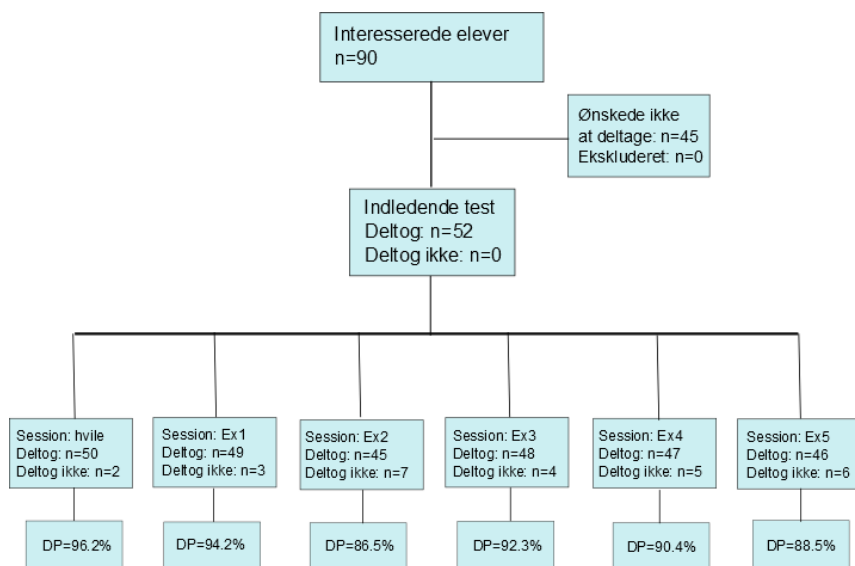 Interesserede elever
n=90
Ønskede ikke
at deltage: n=45
Ekskluderet: n=0
Indledende test
Deltog: n=52
Deltog ikke: n=0
Session: hvile
Deltog: n=50
Deltog ikke: n=2
Session: Ex1
Deltog: n=49
Deltog ikke: n=3
Session: Ex2
Deltog: n=45
Deltog ikke: n=7
Session: Ex3
Deltog: n=48
Deltog ikke: n=4
Session: Ex4
Deltog: n=47
Deltog ikke: n=5
Session: Ex5
Deltog: n=46
Deltog ikke: n=6
DP=96.2%
DP=94.2%
DP=86.5%
DP=92.3%
DP=90.4%
DP=88.5%